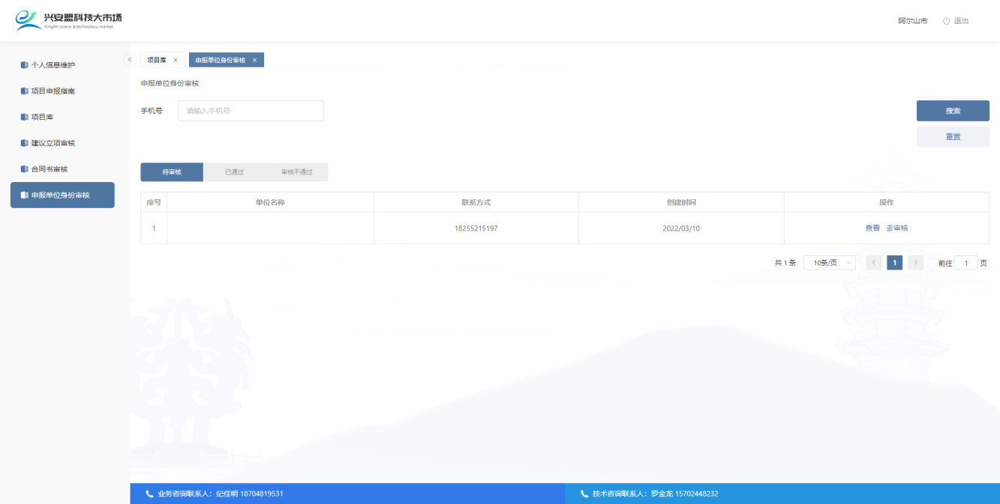 兴安盟科技大市场
XingAn sciece & technolocy market
阿尔山市 退出
个人信息维护
项目申报指南
项目库
建议立项审核
合同书审核
申报单位身份审核
项目库 × 申报单位身份审核 ×
申报单位身份审核
手机号 请输入手机号
搜索
重置
待审核 已通过 审核不通过
序号 单位名称 联系方式 创建时间 操作
1 18255215197 2022/03/10 查看 去审核
共 1 条 10条/页 < 1 > 前往 1 页
业务咨询联系人：纪佳明 18704819531
技术咨询联系人：罗金龙 15702448232